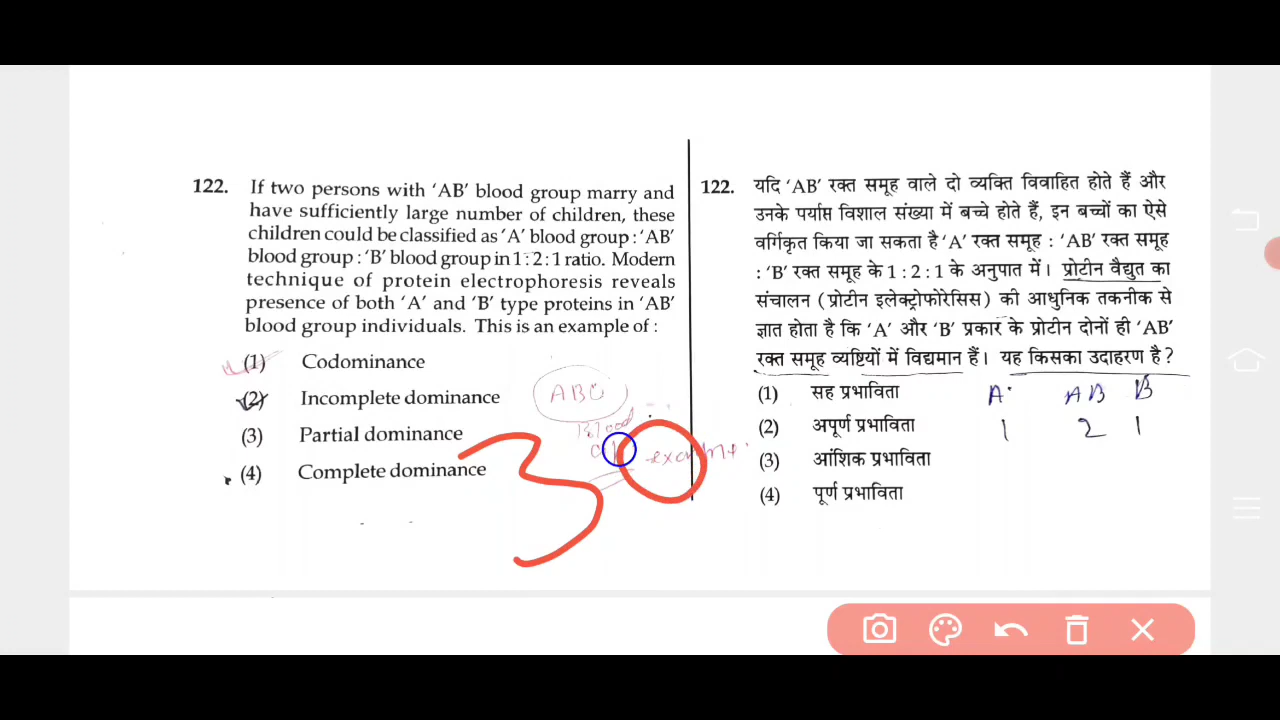 122. If two persons with 'AB' blood group marry and
have sufficiently large number of children, these
children could be classified as 'A' blood group : 'AB'
blood group : 'B' blood group in 1 : 2 : 1 ratio. Modern
technique of protein electrophoresis reveals
presence of both 'A' and 'B' type proteins in 'AB'
blood group individuals. This is an example of :
(1) Codominance
(2) Incomplete dominance
(3) Partial dominance
(4) Complete dominance
ABO
Blood
30
122. यदि 'AB' रक्त समूह वाले दो व्यक्ति विवाहित होते हैं और
उनके पर्याप्त विशाल संख्या में बच्चे होते हैं, इन बच्चों का ऐसे
वर्गिकृत किया जा सकता है 'A' रक्त समूह : 'AB' रक्त समूह
: 'B' रक्त समूह के 1 : 2 : 1 के अनुपात में। प्रोटीन वैद्युत का
संचालन (प्रोटीन इलेक्ट्रोफोरेसिस) की आधुनिक तकनीक से
ज्ञात होता है कि 'A' और 'B' प्रकार के प्रोटीन दोनों ही 'AB'
रक्त समूह व्यष्टियों में विद्यमान हैं। यह किसका उदाहरण है ?
(1) सह प्रभाविता
(2) अपूर्ण प्रभाविता
(3) आंशिक प्रभाविता
(4) पूर्ण प्रभाविता
A AB B
1 2 1